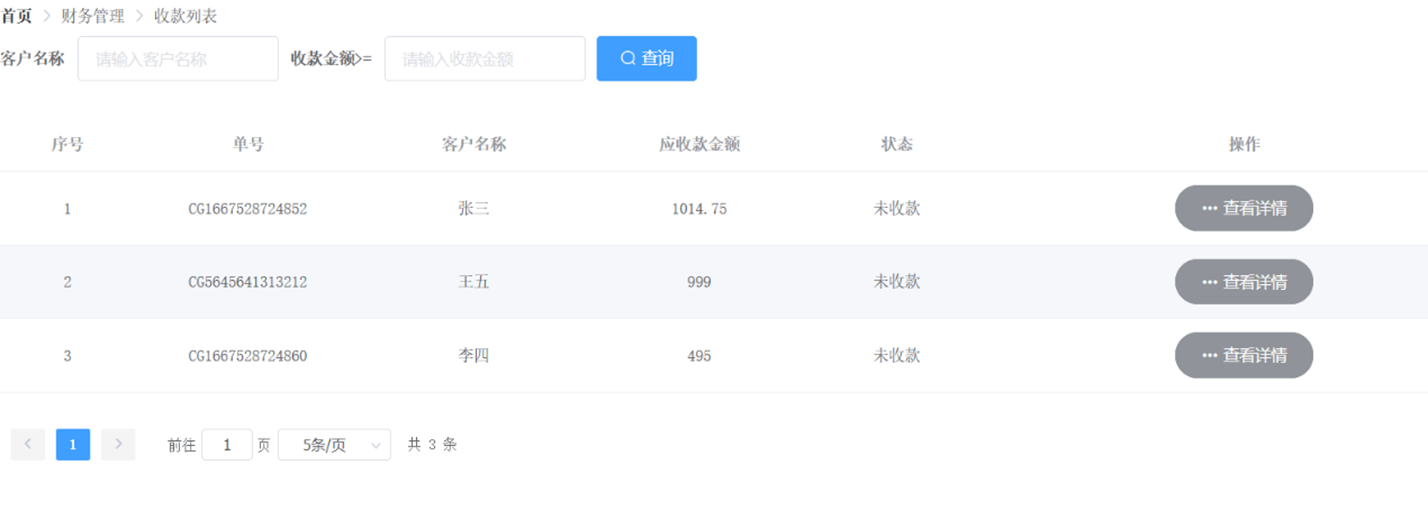 首页 > 财务管理 > 收款列表
客户名称 请输入客户名称 收款金额>= 请输入收款金额 查询
序号 单号 客户名称 应收款金额 状态 操作
1 CG1667528724852 张三 1014.75 未收款 ··· 查看详情
2 CG5645641313212 王五 999 未收款 ··· 查看详情
3 CG1667528724860 李四 495 未收款 ··· 查看详情
< 1 > 前往 1 页 5条/页 共 3 条